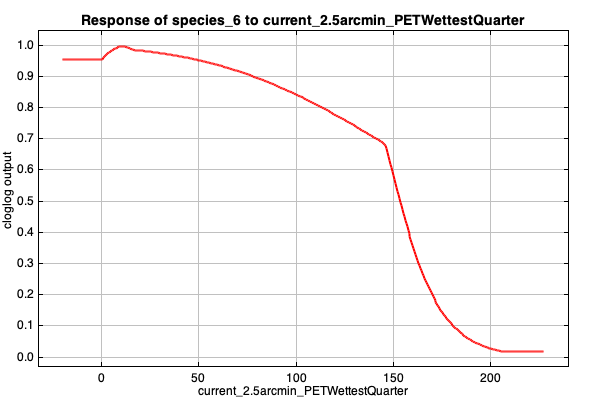 Response of species_6 to current_2.5arcmin_PETWettestQuarter
1.0
0.9
0.8
0.7
0.6
0.5
0.4
0.3
0.2
0.1
0.0
cloglog output
0 50 100 150 200
current_2.5arcmin_PETWettestQuarter